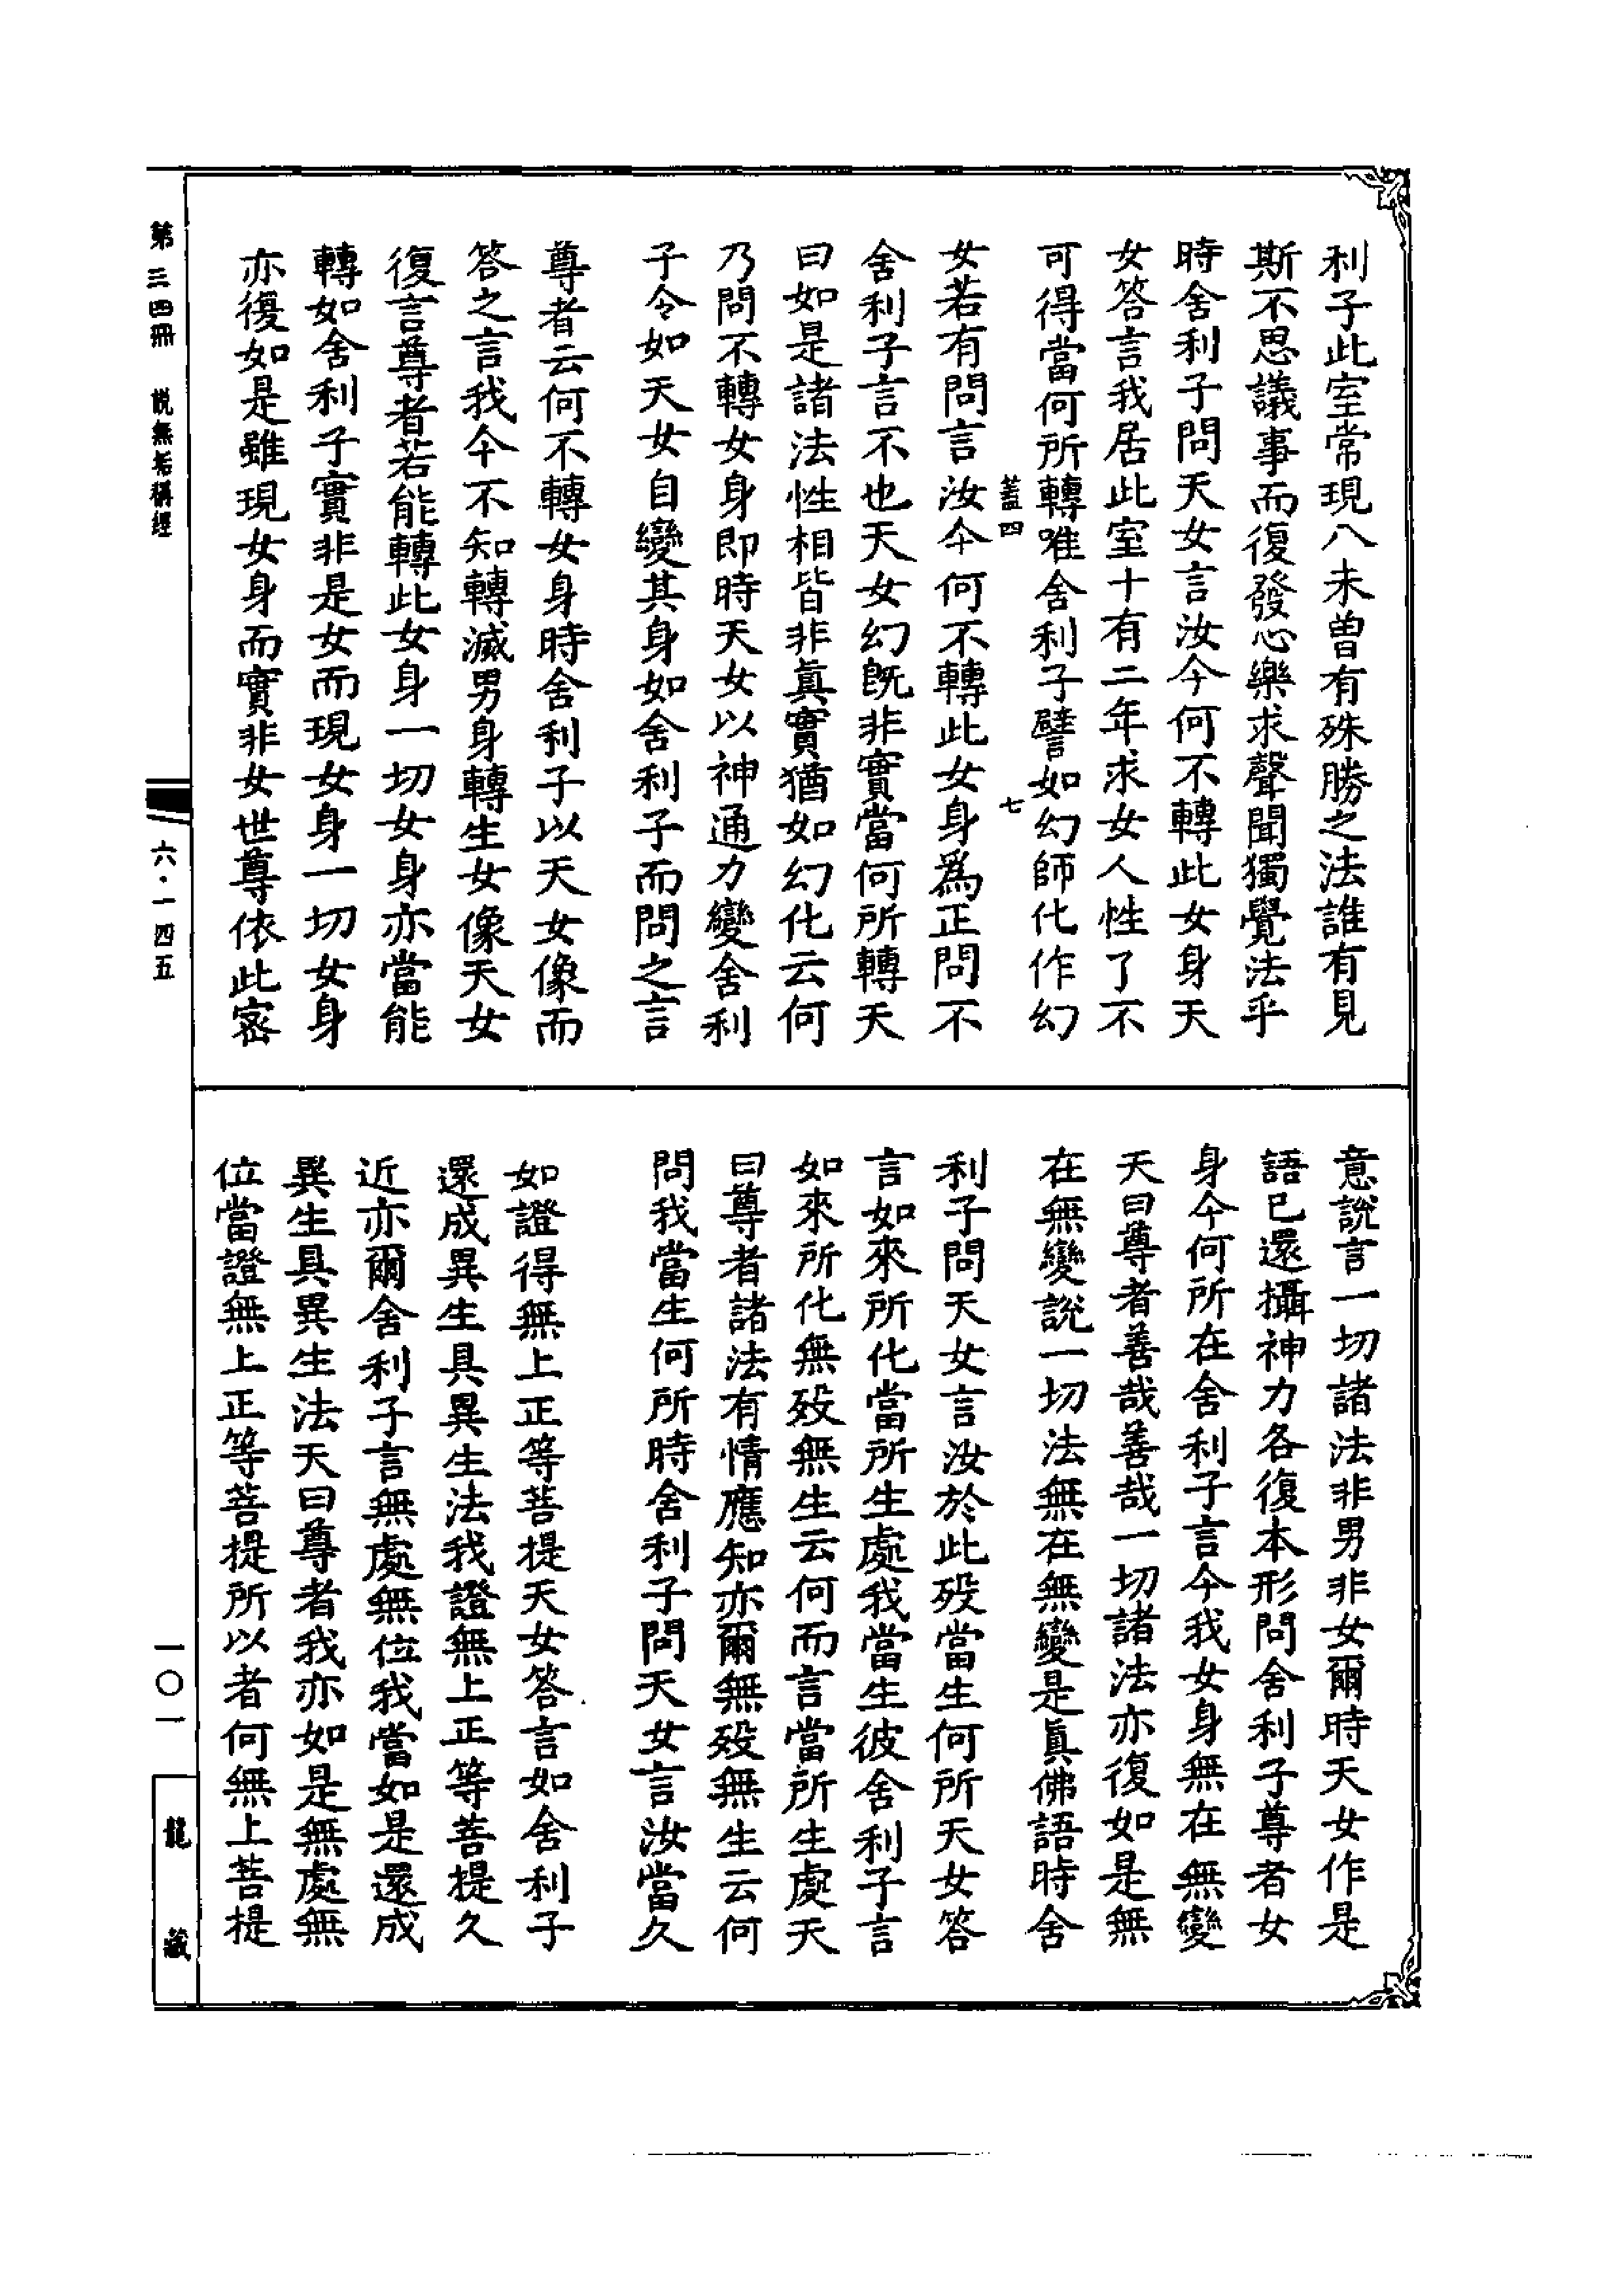 利子此室常現八未曾有殊勝之法誰有見
斯不思議事而復發心樂求聲聞獨覺法乎
時舍利子問天女言汝今何不轉此女身天
女答言我居此室十有二年求女人性了不
可得當何所轉唯舍利子譬如幻師化作幻
蓋四　七
女若有問言汝今何不轉此女身爲正問不
舍利子言不也天女幻既非實當何所轉天
曰如是諸法性相皆非眞實猶如幻化云何
乃問不轉女身即時天女以神通力變舍利
子令如天女自變其身如舍利子而問之言
尊者云何不轉女身時舍利子以天女像而
答之言我今不知轉滅男身轉生女像天女
復言尊者若能轉此女身一切女身亦當能
轉如舍利子實非是女而現女身一切女身
亦復如是雖現女身而實非女世尊依此密
意說言一切諸法非男非女爾時天女作是
語已還攝神力各復本形問舍利子尊者女
身今何所在舍利子言今我女身無在無變
天曰尊者善哉善哉一切諸法亦復如是無
在無變說一切法無在無變是眞佛語時舍
利子問天女言汝於此歿當生何所天女答
言如來所化當所生處我當生彼舍利子言
如來所化無歿無生云何而言當所生處天
曰尊者諸法有情應知亦爾無歿無生云何
問我當生何所時舍利子問天女言汝當久
如證得無上正等菩提天女答言如舍利子
還成異生具異生法我證無上正等菩提久
近亦爾舍利子言無處無位我當如是還成
異生具異生法天曰尊者我亦如是無處無
位當證無上正等菩提所以者何無上菩提
第三四冊　說無垢稱經
六·一四五
一〇一
龍藏